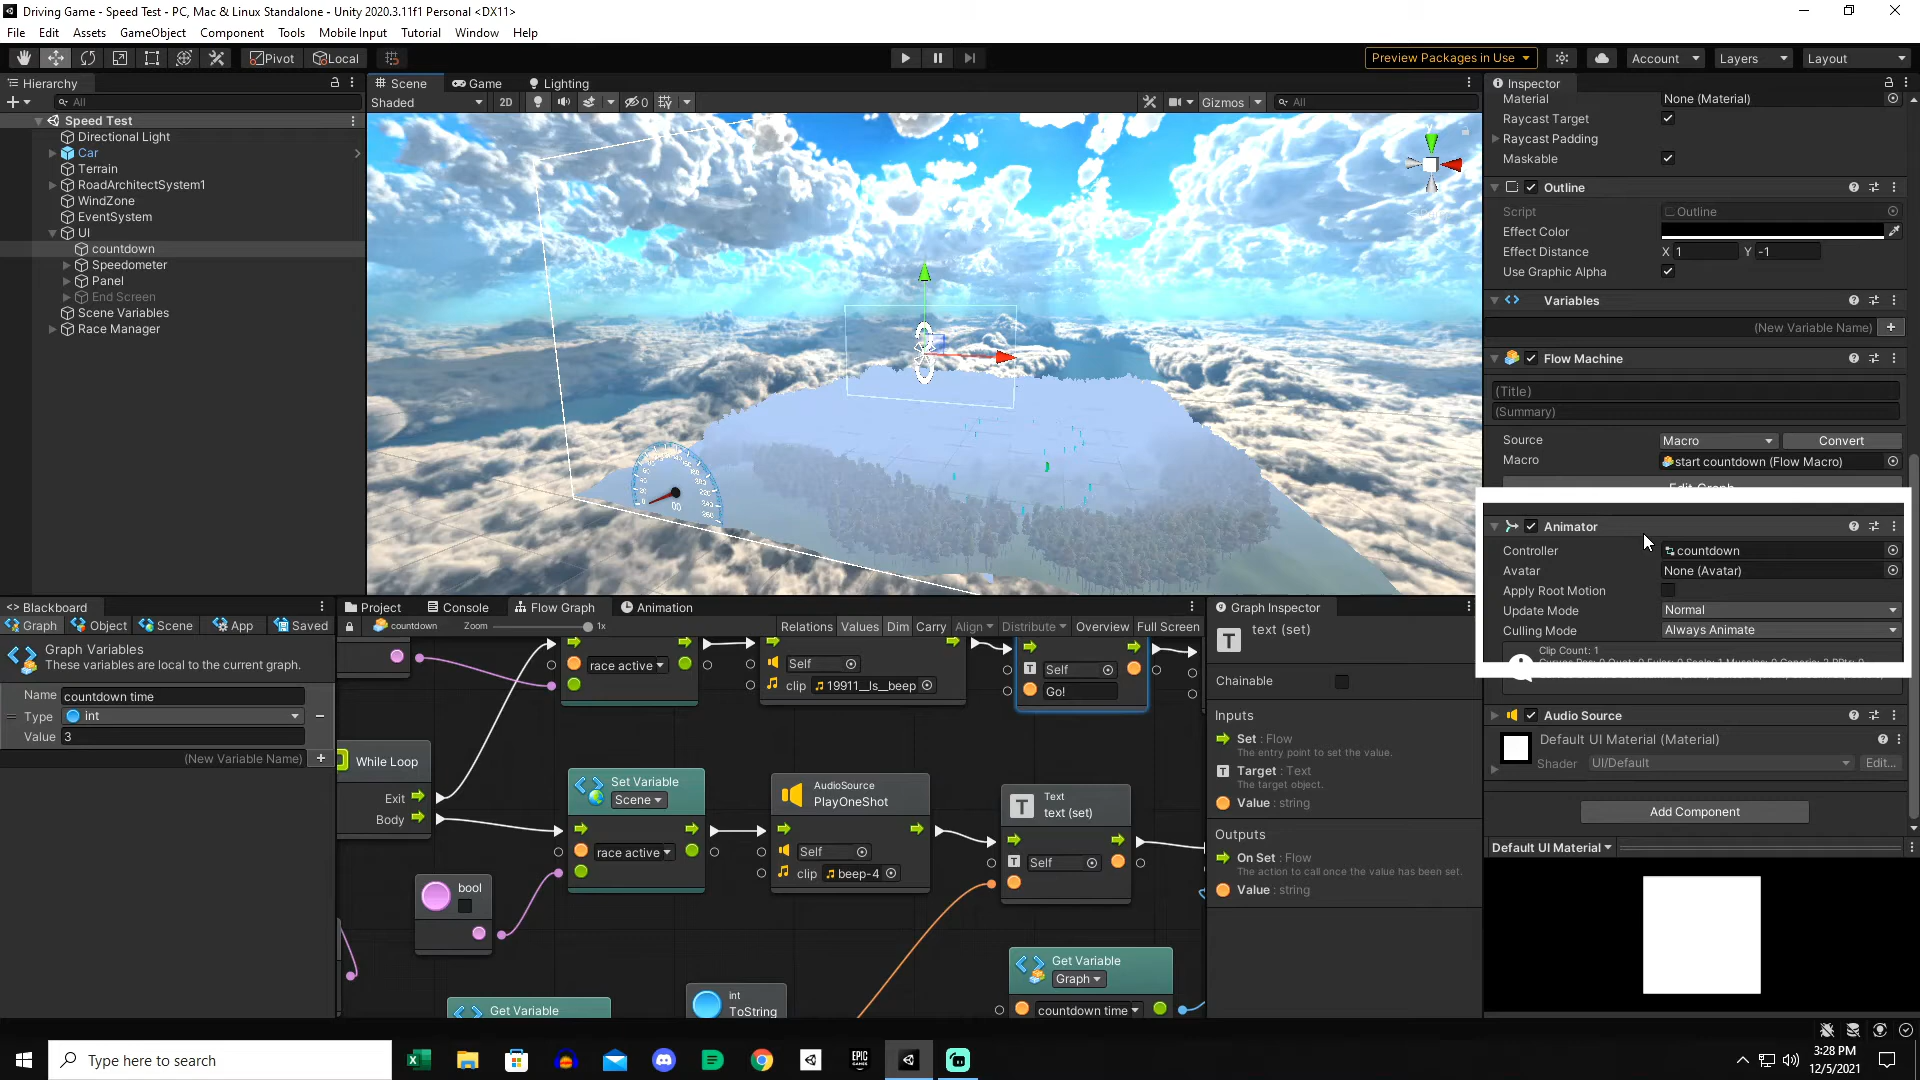 Driving Game - Speed Test - PC, Mac & Linux Standalone - Unity 2020.3.11f1 Personal <DX11>
File Edit Assets GameObject Component Tools Mobile Input Tutorial Window Help
Pivot Local Preview Packages in Use Account Layers Layout
Hierarchy
All
Speed Test
Directional Light
Car
Terrain
RoadArchitectSystem1
WindZone
EventSystem
UI
countdown
Speedometer
Panel
End Screen
Scene Variables
Race Manager
Scene Game Lighting
Shaded 2D 0 Gizmos All
Inspector
Material None (Material)
Raycast Target
Raycast Padding
Maskable
Outline
Script Outline
Effect Color
Effect Distance X 1 Y -1
Use Graphic Alpha
Variables
(New Variable Name)
Flow Machine
(Title)
(Summary)
Source Macro Convert
Macro start countdown (Flow Macro)
Edit Graph
Animator
Controller countdown
Avatar None (Avatar)
Apply Root Motion
Update Mode Normal
Culling Mode Always Animate
Clip Count: 1
Audio Source
Default UI Material (Material)
Shader UI/Default Edit...
Add Component
Default UI Material
Blackboard
Graph Object Scene App Saved
Graph Variables
These variables are local to the current graph.
Name countdown time
Type int
Value 3
(New Variable Name)
Project Console Flow Graph Animation
countdown Zoom 1x Relations Values Dim Carry Align Distribute Overview Full Screen
race active
Self
clip 19911__ls__beep
Self
Go!
While Loop
Exit
Body
Set Variable
Scene
race active
AudioSource
PlayOneShot
Self
clip beep-4
Text
text (set)
Self
bool
Get Variable
int
ToString
Get Variable
Graph
countdown time
Graph Inspector
text (set)
Chainable
Inputs
Set : Flow
The entry point to set the value.
Target : Text
The target object.
Value : string
Outputs
On Set : Flow
The action to call once the value has been set.
Value : string
Type here to search
3:28 PM
12/5/2021